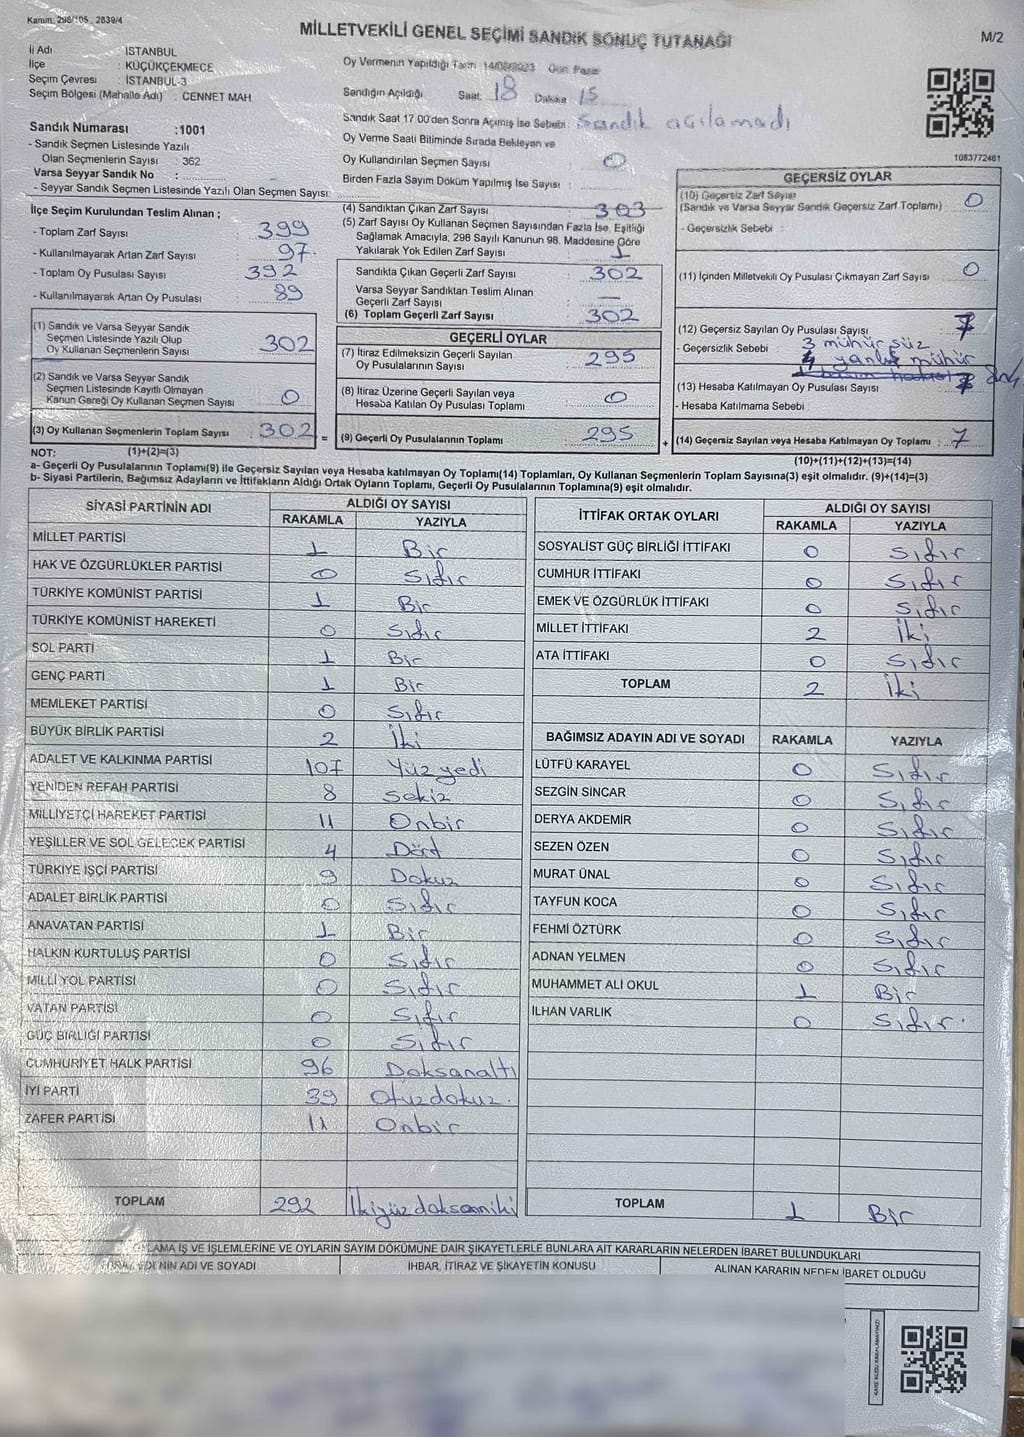 Kanun: 298/105, 2839/4
MİLLETVEKİLİ GENEL SEÇİMİ SANDIK SONUÇ TUTANAĞI
M/2
İl Adı : İSTANBUL
İlçe : KÜÇÜKÇEKMECE
Seçim Çevresi : İSTANBUL-3
Seçim Bölgesi (Mahalle Adı) : CENNET MAH
Oy Vermenin Yapıldığı Tarih 14/05/2023 Gün Pazar
Sandığın Açıldığı Saat: 18 Dakika 15
Sandık Saat 17.00'den Sonra Açılmış İse Sebebi: Sandık açılamadı
Oy Verme Saati Bitiminde Sırada Bekleyen ve
Oy Kullandırılan Seçmen Sayısı : 0
Birden Fazla Sayım Döküm Yapılmış İse Sayısı :
1083772461
Sandık Numarası :1001
- Sandık Seçmen Listesinde Yazılı
Olan Seçmenlerin Sayısı : 362
Varsa Seyyar Sandık No :
- Seyyar Sandık Seçmen Listesinde Yazılı Olan Seçmen Sayısı:
İlçe Seçim Kurulundan Teslim Alınan ;
- Toplam Zarf Sayısı : 399
- Kullanılmayarak Artan Zarf Sayısı : 97
- Toplam Oy Pusulası Sayısı : 392
- Kullanılmayarak Artan Oy Pusulası : 89
(1) Sandık ve Varsa Seyyar Sandık
Seçmen Listesinde Yazılı Olup
Oy Kullanan Seçmenlerin Sayısı : 302
(2) Sandık ve Varsa Seyyar Sandık
Seçmen Listesinde Kayıtlı Olmayan
Kanun Gereği Oy Kullanan Seçmen Sayısı : 0
(3) Oy Kullanan Seçmenlerin Toplam Sayısı : 302 =
(1)+(2)=(3)
(4) Sandıktan Çıkan Zarf Sayısı : 303
(5) Zarf Sayısı Oy Kullanan Seçmen Sayısından Fazla İse, Eşitliği
Sağlamak Amacıyla, 298 Sayılı Kanunun 98. Maddesine Göre
Yakılarak Yok Edilen Zarf Sayısı : 1
Sandıkta Çıkan Geçerli Zarf Sayısı : 302
Varsa Seyyar Sandıktan Teslim Alınan
Geçerli Zarf Sayısı : —
(6) Toplam Geçerli Zarf Sayısı : 302
GEÇERLİ OYLAR
(7) İtiraz Edilmeksizin Geçerli Sayılan
Oy Pusulalarının Sayısı : 295
(8) İtiraz Üzerine Geçerli Sayılan veya
Hesaba Katılan Oy Pusulası Toplamı : 0
(9) Geçerli Oy Pusulalarının Toplamı : 295 +
GEÇERSİZ OYLAR
(10) Geçersiz Zarf Sayısı
(Sandık ve Varsa Seyyar Sandık Geçersiz Zarf Toplamı) : 0
- Geçersizlik Sebebi :
(11) İçinden Milletvekili Oy Pusulası Çıkmayan Zarf Sayısı : 0
(12) Geçersiz Sayılan Oy Pusulası Sayısı : 7
- Geçersizlik Sebebi : 3 mühürsüz
4 yanlış mühür
(13) Hesaba Katılmayan Oy Pusulası Sayısı :
- Hesaba Katılmama Sebebi :
(14) Geçersiz Sayılan veya Hesaba Katılmayan Oy Toplamı : 7
(10)+(11)+(12)+(13)=(14)
NOT:
a- Geçerli Oy Pusulalarının Toplamı(9) ile Geçersiz Sayılan veya Hesaba katılmayan Oy Toplamı(14) Toplamları, Oy Kullanan Seçmenlerin Toplam Sayısına(3) eşit olmalıdır. (9)+(14)=(3)
b- Siyasi Partilerin, Bağımsız Adayların ve İttifakların Aldığı Ortak Oyların Toplamı, Geçerli Oy Pusulalarının Toplamına(9) eşit olmalıdır.
SİYASİ PARTİNİN ADI ALDIĞI OY SAYISI
RAKAMLA YAZIYLA
MİLLET PARTİSİ 1 Bir
HAK VE ÖZGÜRLÜKLER PARTİSİ 0 Sıfır
TÜRKİYE KOMÜNİST PARTİSİ 1 Bir
TÜRKİYE KOMÜNİST HAREKETİ 0 Sıfır
SOL PARTİ 1 Bir
GENÇ PARTİ 1 Bir
MEMLEKET PARTİSİ 0 Sıfır
BÜYÜK BİRLİK PARTİSİ 2 İki
ADALET VE KALKINMA PARTİSİ 107 Yüz yedi
YENİDEN REFAH PARTİSİ 8 sekiz
MİLLİYETÇİ HAREKET PARTİSİ 11 Onbir
YEŞİLLER VE SOL GELECEK PARTİSİ 4 Dört
TÜRKİYE İŞÇİ PARTİSİ 9 Dokuz
ADALET BİRLİK PARTİSİ 0 Sıfır
ANAVATAN PARTİSİ 1 Bir
HALKIN KURTULUŞ PARTİSİ 0 Sıfır
MİLLİ YOL PARTİSİ 0 Sıfır
VATAN PARTİSİ 0 Sıfır
GÜÇ BİRLİĞİ PARTİSİ 0 Sıfır
CUMHURİYET HALK PARTİSİ 96 Doksanaltı
İYİ PARTİ 39 Otuzdokuz.
ZAFER PARTİSİ 11 Onbir
TOPLAM 292 İkiyüzdoksaniki
İTTİFAK ORTAK OYLARI ALDIĞI OY SAYISI
RAKAMLA YAZIYLA
SOSYALİST GÜÇ BİRLİĞİ İTTİFAKI 0 Sıfır
CUMHUR İTTİFAKI 0 Sıfır
EMEK VE ÖZGÜRLÜK İTTİFAKI 0 Sıfır
MİLLET İTTİFAKI 2 İki
ATA İTTİFAKI 0 Sıfır
TOPLAM 2 İki
BAĞIMSIZ ADAYIN ADI VE SOYADI RAKAMLA YAZIYLA
LÜTFÜ KARAYEL 0 Sıfır
SEZGİN SİNCAR 0 Sıfır
DERYA AKDEMİR 0 Sıfır
SEZEN ÖZEN 0 Sıfır
MURAT ÜNAL 0 Sıfır
TAYFUN KOCA 0 Sıfır
FEHMİ ÖZTÜRK 0 Sıfır
ADNAN YELMEN 0 Sıfır
MUHAMMET ALİ OKUL 1 Bir
İLHAN VARLIK 0 Sıfır.
TOPLAM 1 Bir
İŞ VE İŞLEMLERİNE VE OYLARIN SAYIM DÖKÜMÜNE DAİR ŞİKAYETLERLE BUNLARA AİT KARARLARIN NELERDEN İBARET BULUNDUKLARI
ADI VE SOYADI
İHBAR, İTİRAZ VE ŞİKAYETİN KONUSU
ALINAN KARARIN NEDEN İBARET OLDUĞU